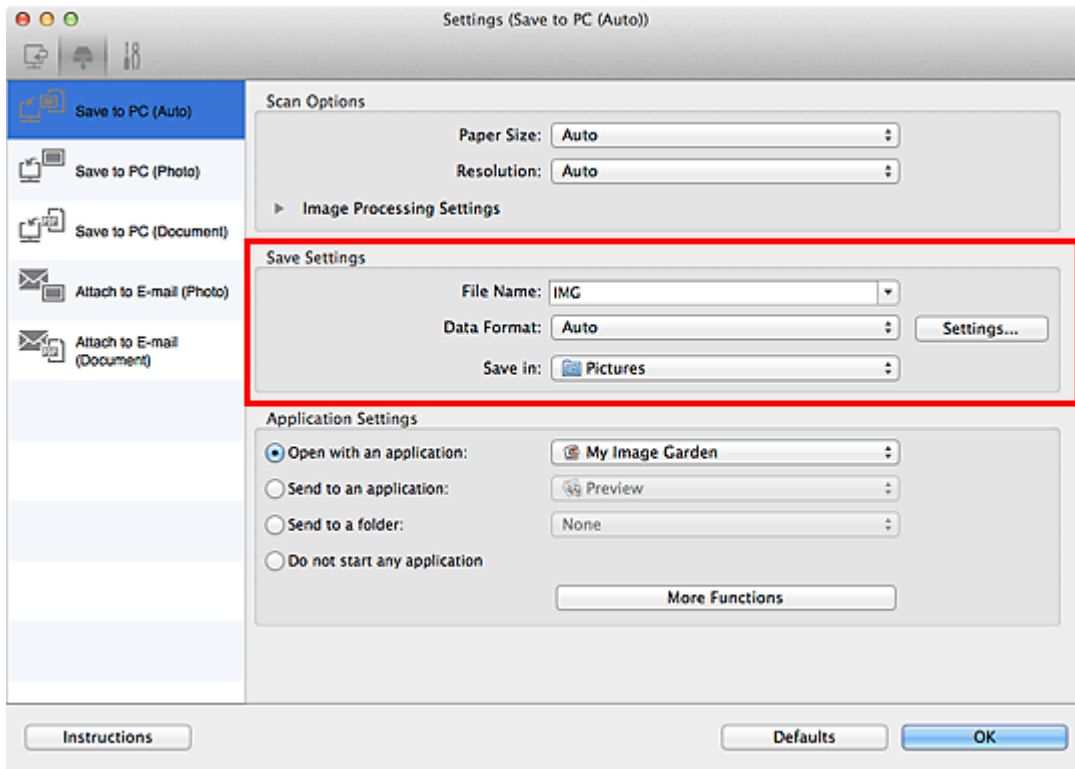 Settings (Save to PC (Auto))
Save to PC (Auto)
Save to PC (Photo)
Save to PC (Document)
Attach to E-mail (Photo)
Attach to E-mail
(Document)
Scan Options
Paper Size: Auto
Resolution: Auto
Image Processing Settings
Save Settings
File Name: IMG
Data Format: Auto Settings...
Save in: Pictures
Application Settings
Open with an application: My Image Garden
Send to an application: Preview
Send to a folder: None
Do not start any application
More Functions
Instructions Defaults OK